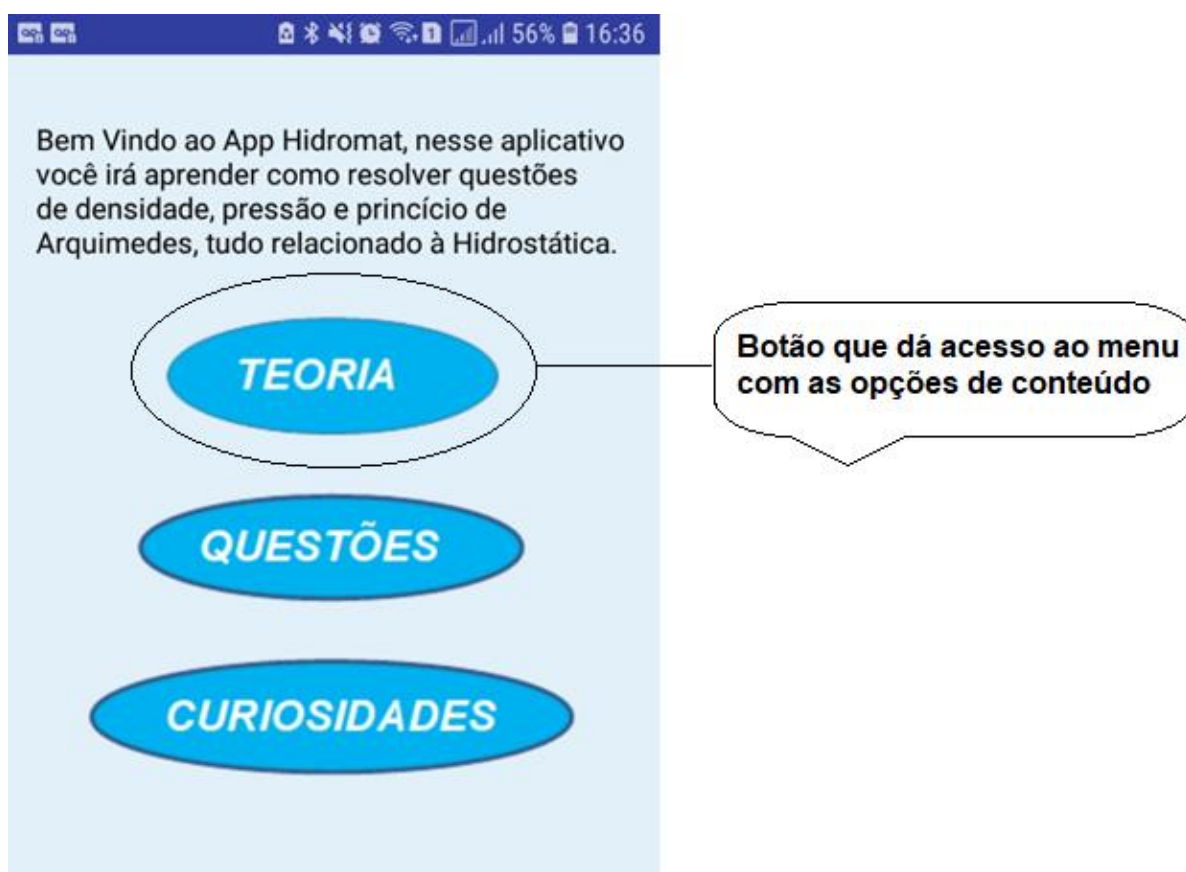 56% 16:36
Bem Vindo ao App Hidromat, nesse aplicativo
você irá aprender como resolver questões
de densidade, pressão e princício de
Arquimedes, tudo relacionado à Hidrostática.
TEORIA
Botão que dá acesso ao menu
com as opções de conteúdo
QUESTÕES
CURIOSIDADES